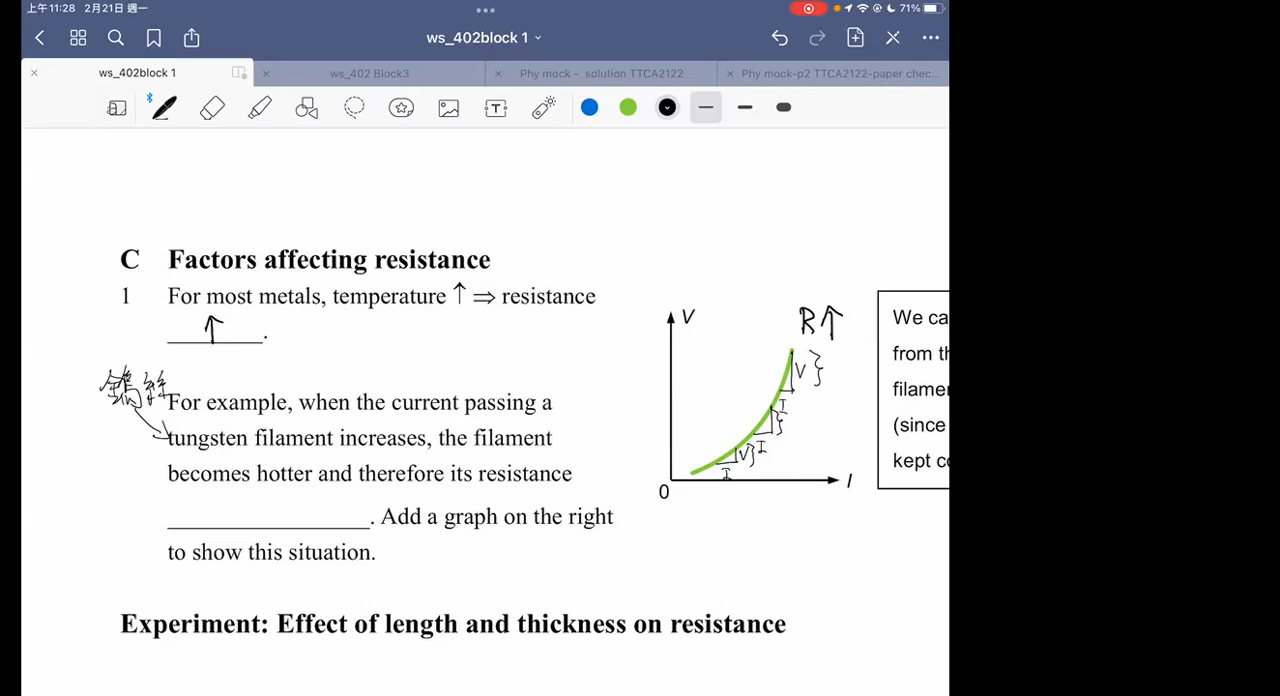 上午11:28 2月21日 週一
71%
ws_402block 1
ws_402block 1
ws_402 Block3
Phy mock - solution TTCA2122
Phy mock-p2 TTCA2122-paper chec...
C Factors affecting resistance
1 For most metals, temperature ↑ ⇒ resistance
↑.
鎢絲
For example, when the current passing a
tungsten filament increases, the filament
becomes hotter and therefore its resistance
____________. Add a graph on the right
to show this situation.
V
R↑
V
I
V
I
I
0
I
We ca
from th
filamen
(since
kept co
Experiment: Effect of length and thickness on resistance